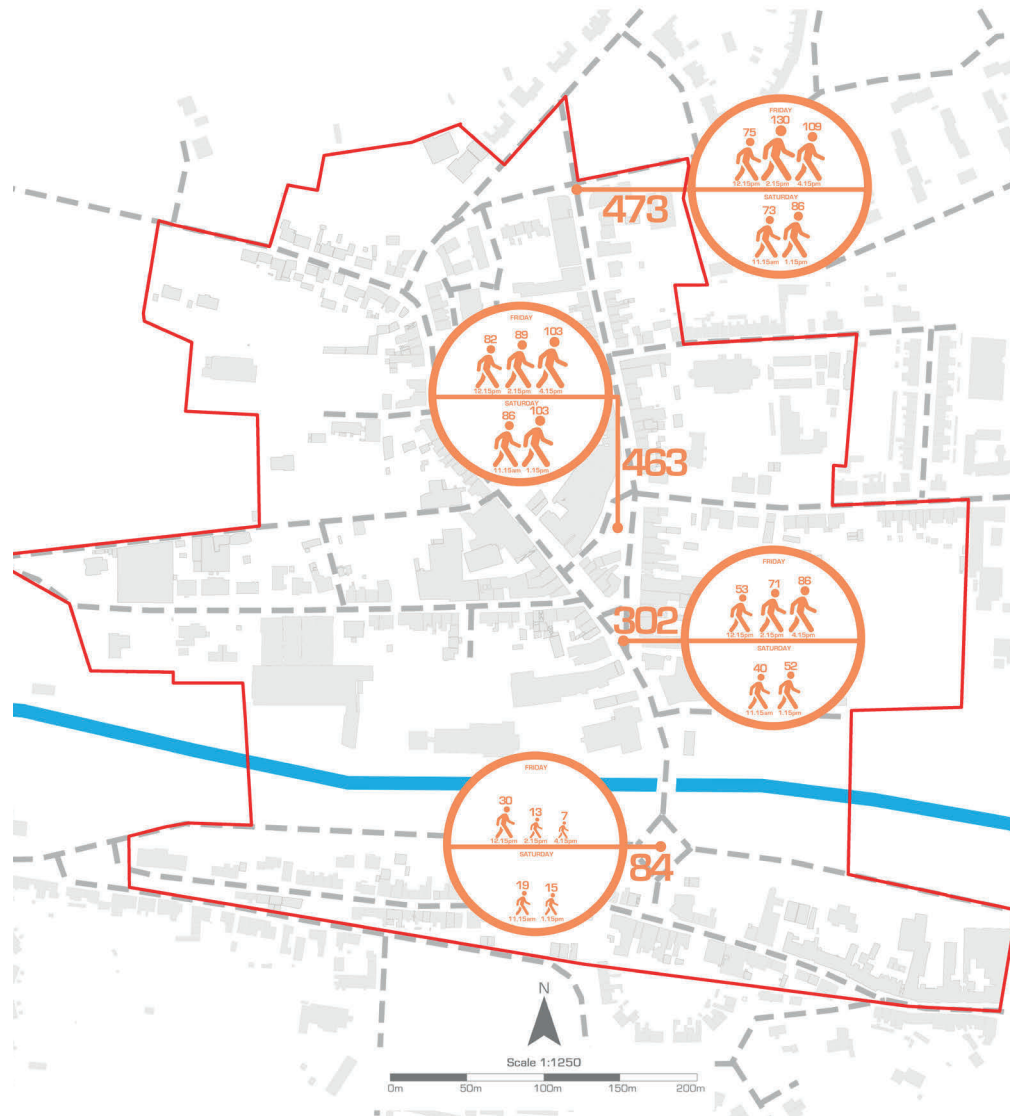 FRIDAY
75 130 109
12.15pm 2.15pm 4.15pm
SATURDAY
73 86
11.15am 1.15pm
473
FRIDAY
82 89 103
12.15pm 2.15pm 4.15pm
SATURDAY
86 103
11.15am 1.15pm
463
FRIDAY
53 71 86
12.15pm 2.15pm 4.15pm
302
SATURDAY
40 52
11.15am 1.15pm
FRIDAY
30 13 7
12.15pm 2.15pm 4.15pm
SATURDAY
84
19 15
11.15am 1.15pm
N
Scale 1:1250
0m 50m 100m 150m 200m